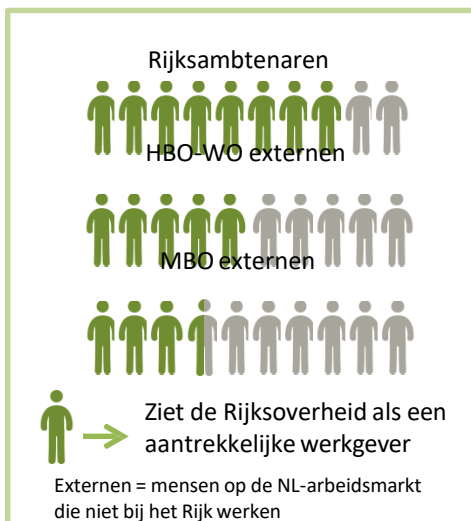 Rijksambtenaren
HBO-WO externen
MBO externen
Ziet de Rijksoverheid als een
aantrekkelijke werkgever
Externen = mensen op de NL-arbeidsmarkt
die niet bij het Rijk werken